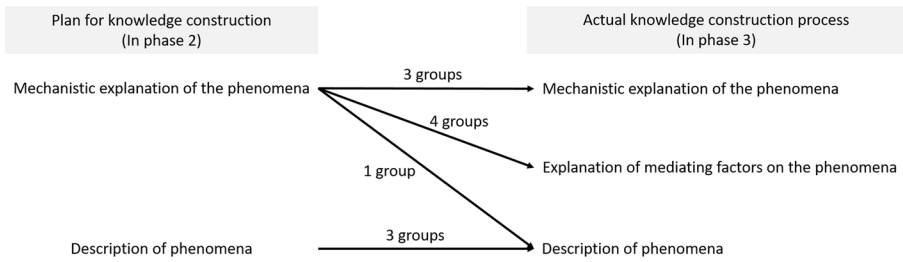 Plan for knowledge construction
(In phase 2)
Actual knowledge construction process
(In phase 3)
Mechanistic explanation of the phenomena
3 groups
Mechanistic explanation of the phenomena
4 groups
Explanation of mediating factors on the phenomena
1 group
Description of phenomena
3 groups
Description of phenomena